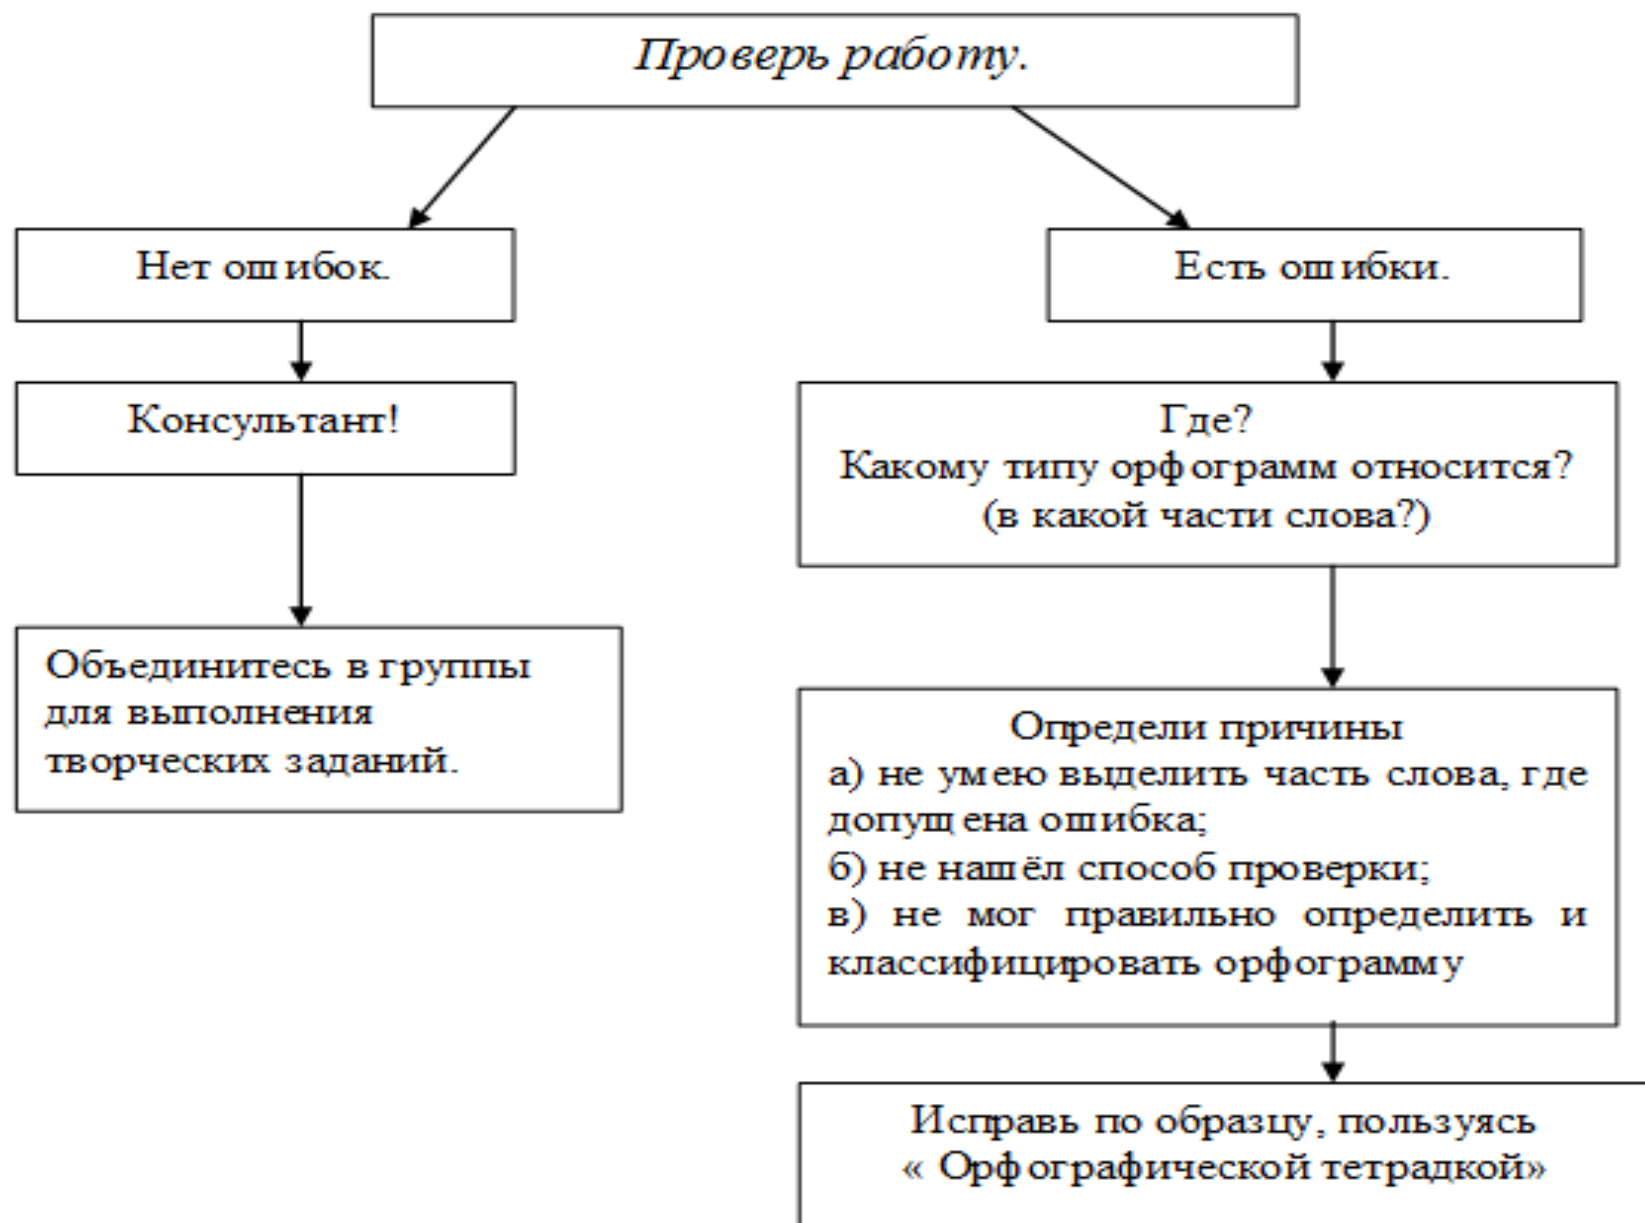 Проверь работу.
Нет ошибок.
Есть ошибки.
Консультант!
Где?
Какому типу орфограмм относится?
(в какой части слова?)
Объединитесь в группы
для выполнения
творческих заданий.
Определи причины
а) не умею выделить часть слова, где
допущена ошибка;
б) не нашёл способ проверки;
в) не мог правильно определить и
классифицировать орфограмму
Исправь по образцу, пользуясь
« Орфографической тетрадкой»